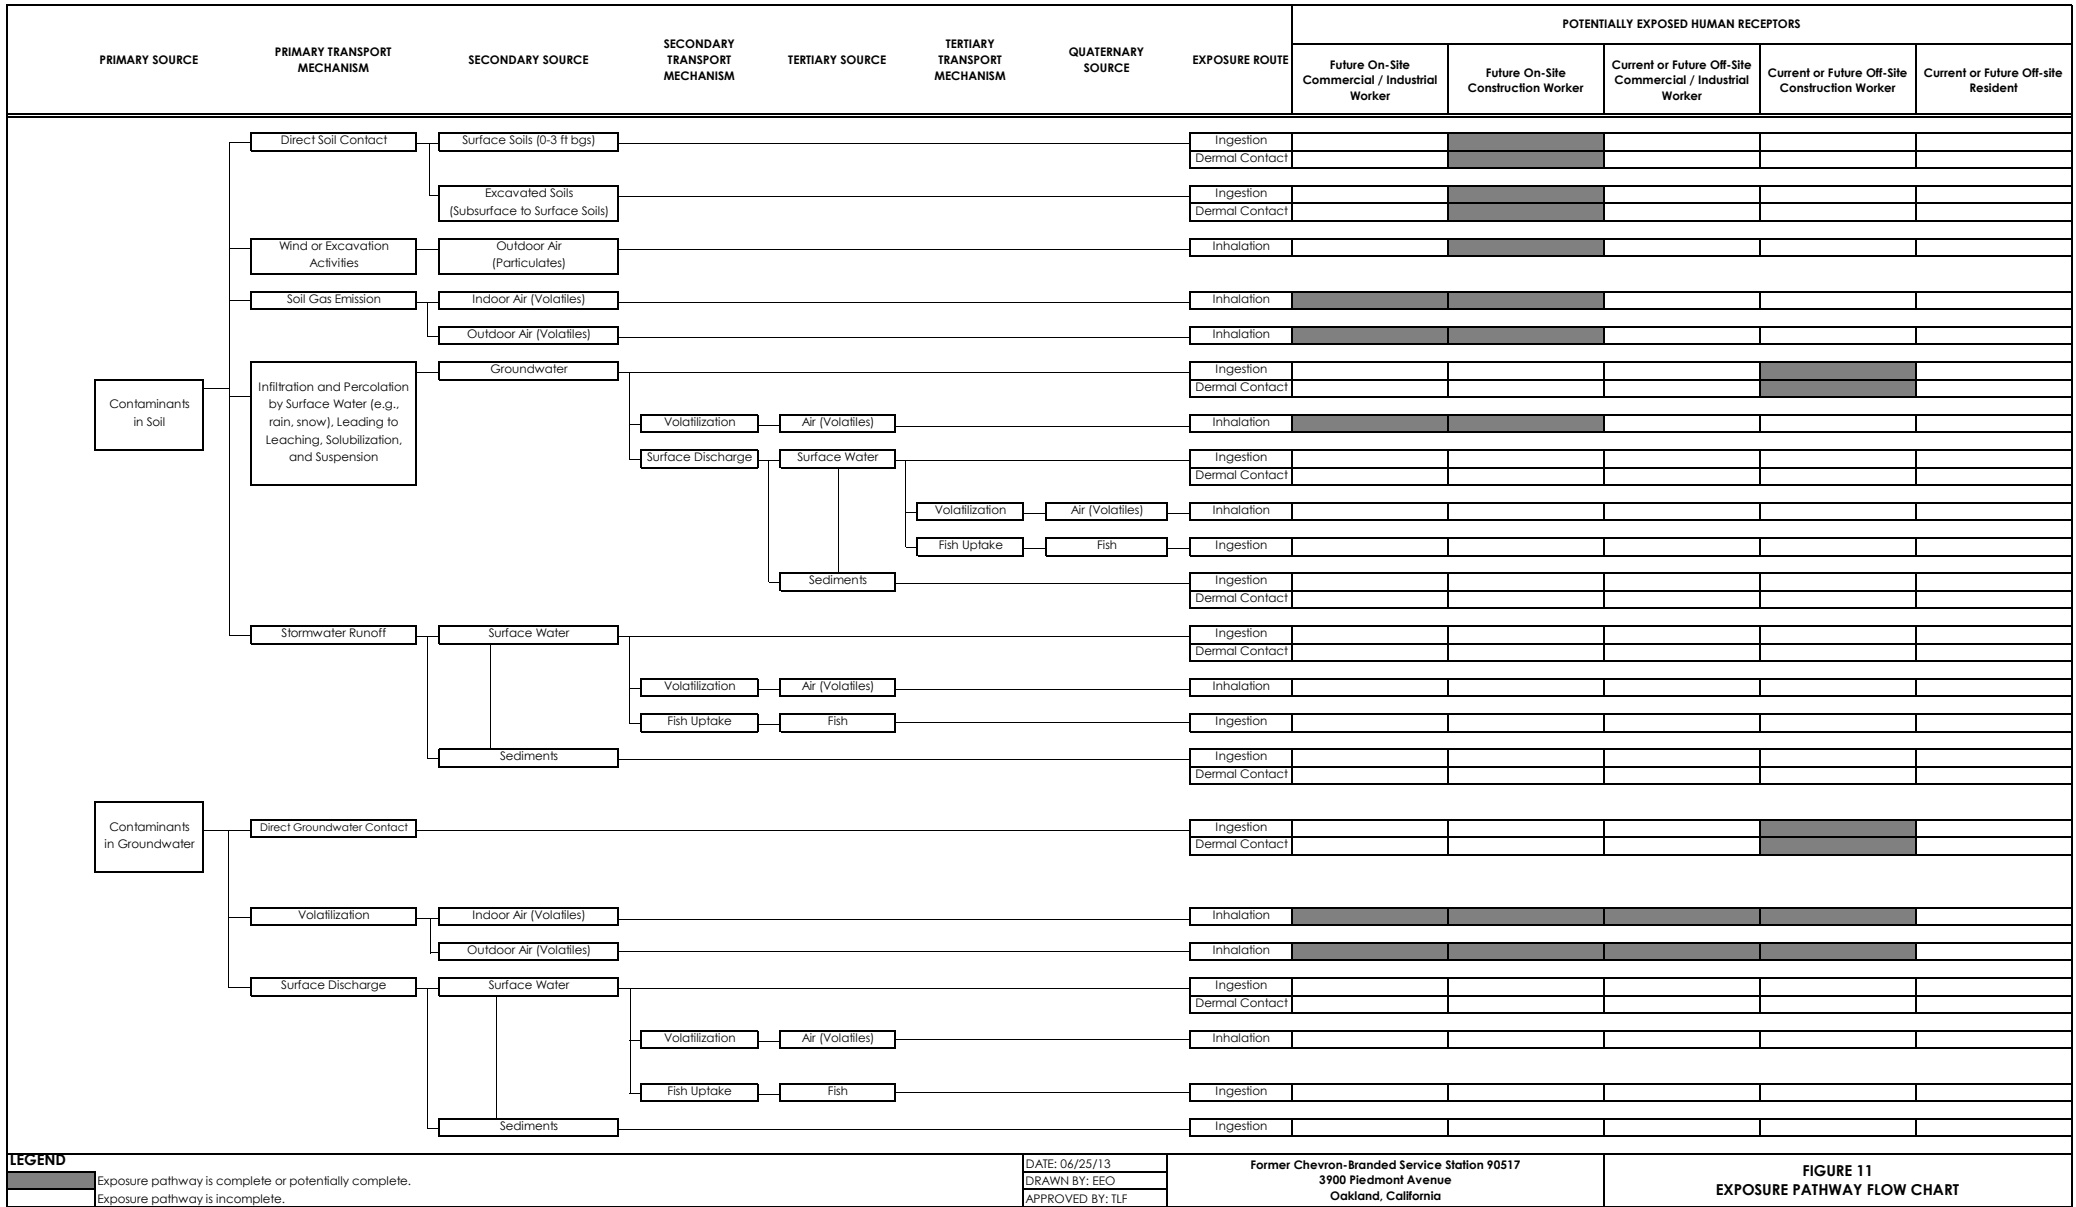 PRIMARY SOURCE
PRIMARY TRANSPORT
MECHANISM
SECONDARY SOURCE
SECONDARY
TRANSPORT
MECHANISM
TERTIARY SOURCE
TERTIARY
TRANSPORT
MECHANISM
QUATERNARY
SOURCE
EXPOSURE ROUTE
POTENTIALLY EXPOSED HUMAN RECEPTORS
Future On-Site
Commercial / Industrial
Worker
Future On-Site
Construction Worker
Current or Future Off-Site
Commercial / Industrial
Worker
Current or Future Off-Site
Construction Worker
Current or Future Off-site
Resident
Direct Soil Contact
Surface Soils (0-3 ft bgs)
Ingestion
Dermal Contact
Excavated Soils
(Subsurface to Surface Soils)
Ingestion
Dermal Contact
Wind or Excavation
Activities
Outdoor Air
(Particulates)
Inhalation
Soil Gas Emission
Indoor Air (Volatiles)
Inhalation
Outdoor Air (Volatiles)
Inhalation
Contaminants
in Soil
Infiltration and Percolation
by Surface Water (e.g.,
rain, snow), Leading to
Leaching, Solubilization,
and Suspension
Groundwater
Ingestion
Dermal Contact
Volatilization
Air (Volatiles)
Inhalation
Surface Discharge
Surface Water
Ingestion
Dermal Contact
Volatilization
Air (Volatiles)
Inhalation
Fish Uptake
Fish
Ingestion
Sediments
Ingestion
Dermal Contact
Stormwater Runoff
Surface Water
Ingestion
Dermal Contact
Volatilization
Air (Volatiles)
Inhalation
Fish Uptake
Fish
Ingestion
Sediments
Ingestion
Dermal Contact
Contaminants
in Groundwater
Direct Groundwater Contact
Ingestion
Dermal Contact
Volatilization
Indoor Air (Volatiles)
Inhalation
Outdoor Air (Volatiles)
Inhalation
Surface Discharge
Surface Water
Ingestion
Dermal Contact
Volatilization
Air (Volatiles)
Inhalation
Fish Uptake
Fish
Ingestion
Sediments
Ingestion
LEGEND
Exposure pathway is complete or potentially complete.
Exposure pathway is incomplete.
DATE: 06/25/13
DRAWN BY: EEO
APPROVED BY: TLF
Former Chevron-Branded Service Station 90517
3900 Piedmont Avenue
Oakland, California
FIGURE 11
EXPOSURE PATHWAY FLOW CHART